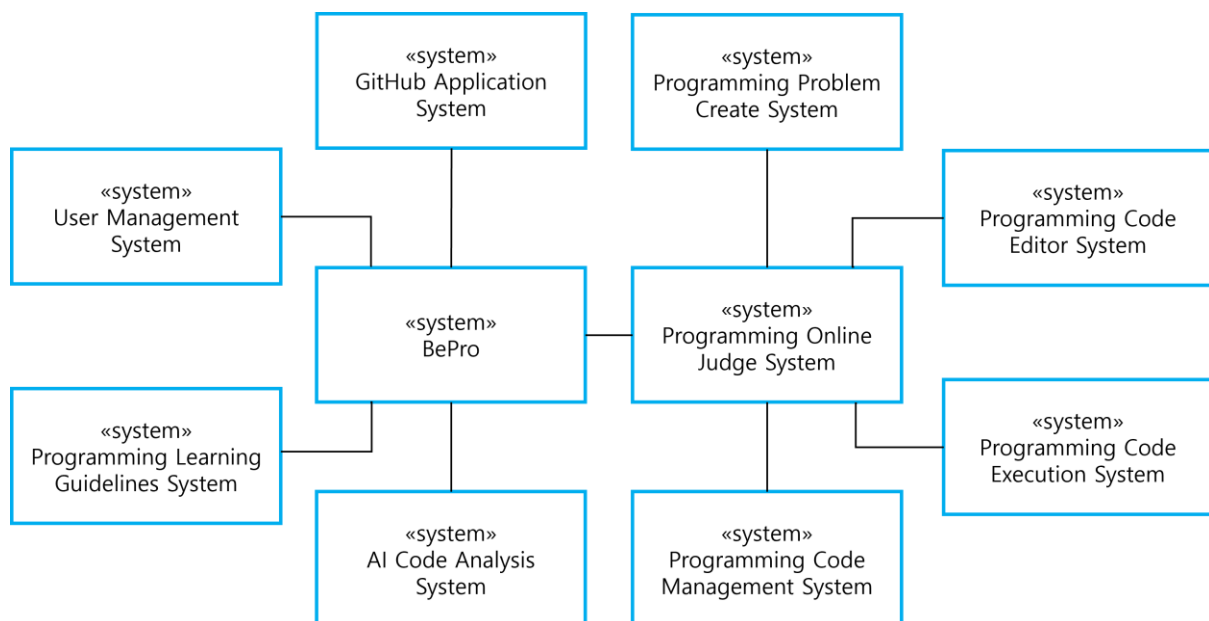 «system»
GitHub Application
System
«system»
Programming Problem
Create System
«system»
User Management
System
«system»
Programming Code
Editor System
«system»
BePro
«system»
Programming Online
Judge System
«system»
Programming Learning
Guidelines System
«system»
Programming Code
Execution System
«system»
AI Code Analysis
System
«system»
Programming Code
Management System